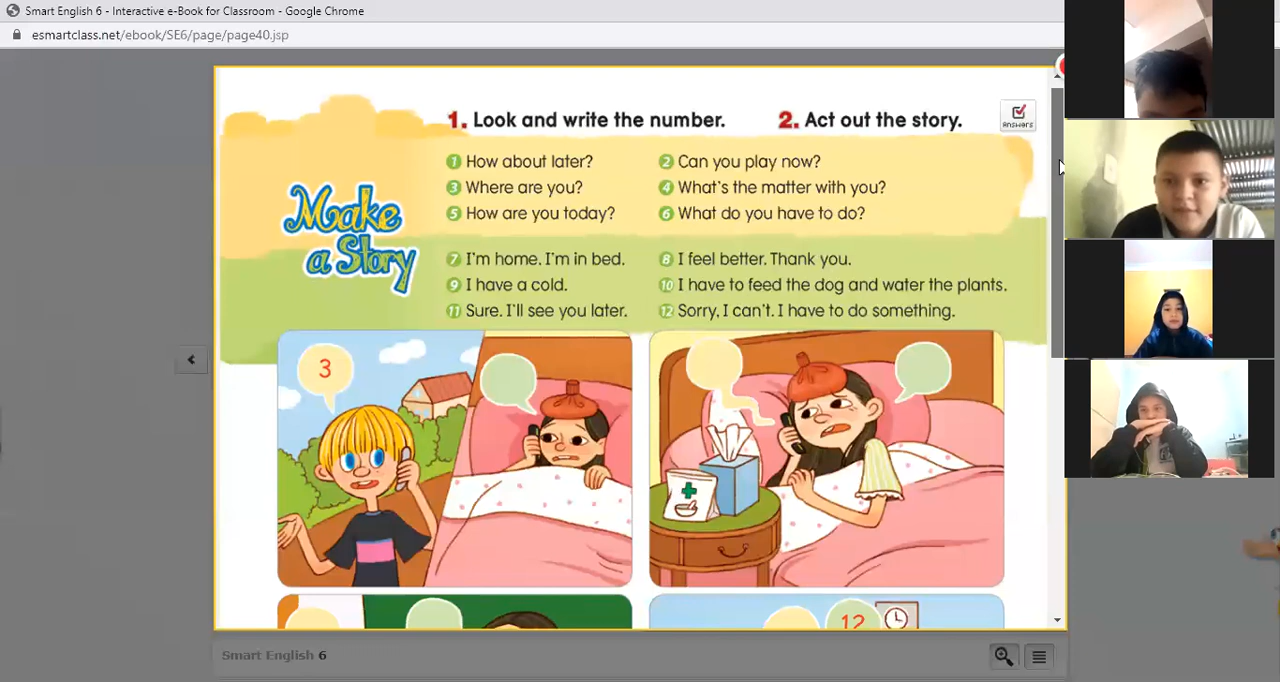 Smart English 6 - Interactive e-Book for Classroom - Google Chrome
esmartclass.net/ebook/SE6/page/page40.jsp
1. Look and write the number. 2. Act out the story.
Answers
Make
a Story
1 How about later? 2 Can you play now?
3 Where are you? 4 What's the matter with you?
5 How are you today? 6 What do you have to do?
7 I'm home. I'm in bed. 8 I feel better. Thank you.
9 I have a cold. 10 I have to feed the dog and water the plants.
11 Sure. I'll see you later. 12 Sorry, I can't. I have to do something.
3
12
Smart English 6